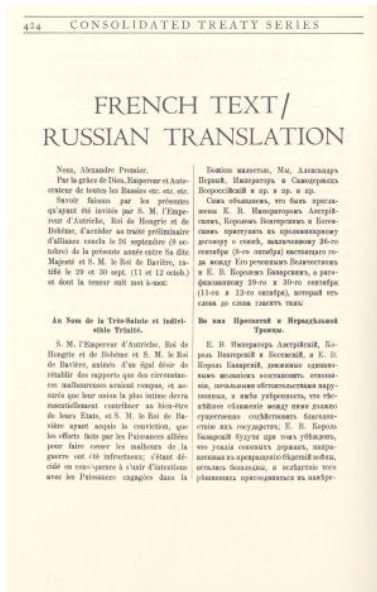 424 CONSOLIDATED TREATY SERIES
FRENCH TEXT/
RUSSIAN TRANSLATION
Nous, Alexandre Premier.
Par la grâce de Dieu, Empereur et Auto-
crateur de toutes les Russies etc. etc. etc.
Savoir faisons par les présentes
qu'ayant été invités par S. M. l'Empe-
reur d'Autriche, Roi de Hongrie et de
Bohême, d'accéder au traité préliminaire
d'alliance conclu le 26 septembre (8 oc-
tobre) de la présente année entre Sa dite
Majesté et S. M. le Roi de Bavière, ra-
tifié le 29 et 30 sept. (11 et 12 octob.)
et dont la teneur suit mot à-mot:
Au Nom de la Très-Sainte et indivi-
sible Trinité.
S. M. l'Empereur d'Autriche, Roi de
Hongrie et de Bohême et S. M. le Roi
de Bavière, animés d'un égal désir de
rétablir des rapports que des circonstan-
ces malheureuses avaient rompus, et as-
surés que leur union la plus intime devra
essentiellement contribuer au bien-être
de leurs Etats, et S. M. le Roi de Ba-
vière ayant acquis la conviction, que
les efforts faits par les Puissances alliées
pour faire cesser les malheurs de la
guerre ont été infructueux; s'étant dé-
cidé en conséquence à s'unir d'intentions
avec les Puissances engagées dans la
Божіею милостью, Мы, Александръ
Первый, Императоръ и Самодержецъ
Всероссійскій и пр. и пр. и пр.
Симъ объявляемъ, что бывъ пригла-
шены Е. В. Императоромъ Австрій-
скимъ, Королемъ Венгерскимъ и Богем-
скимъ приступить къ прелиминарному
договору о союзѣ, заключенному 26-го
сентября (8-го октября) настоящаго го-
да между Его реченнымъ Величествомъ
и Е. В. Королемъ Баварскимъ, а рати-
фикованному 29-го и 30-го сентября
(11-го и 12-го октября), который отъ
слова до слова гласитъ такъ:
Во имя Пресвятой и Нераздѣльной
Троицы.
Е. В. Императоръ Австрійскій, Ко-
роль Венгерскій и Богемскій, и Е. В.
Король Баварскій, движимые одинако-
вымъ желаніемъ возстановить отноше-
нія, печальными обстоятельствами нару-
шенныя, и имѣя увѣренность, что тѣс-
нѣйшее сближеніе между ними должно
существенно содѣйствовать благоден-
ствію ихъ государствъ; Е. В. Король
Баварскій будучи при томъ убѣжденъ,
что усилія союзныхъ державъ, напра-
вленныя къ прекращенію бѣдствій войны,
остались безплодны, и вслѣдствіе того
рѣшившись присоединиться къ намѣре-